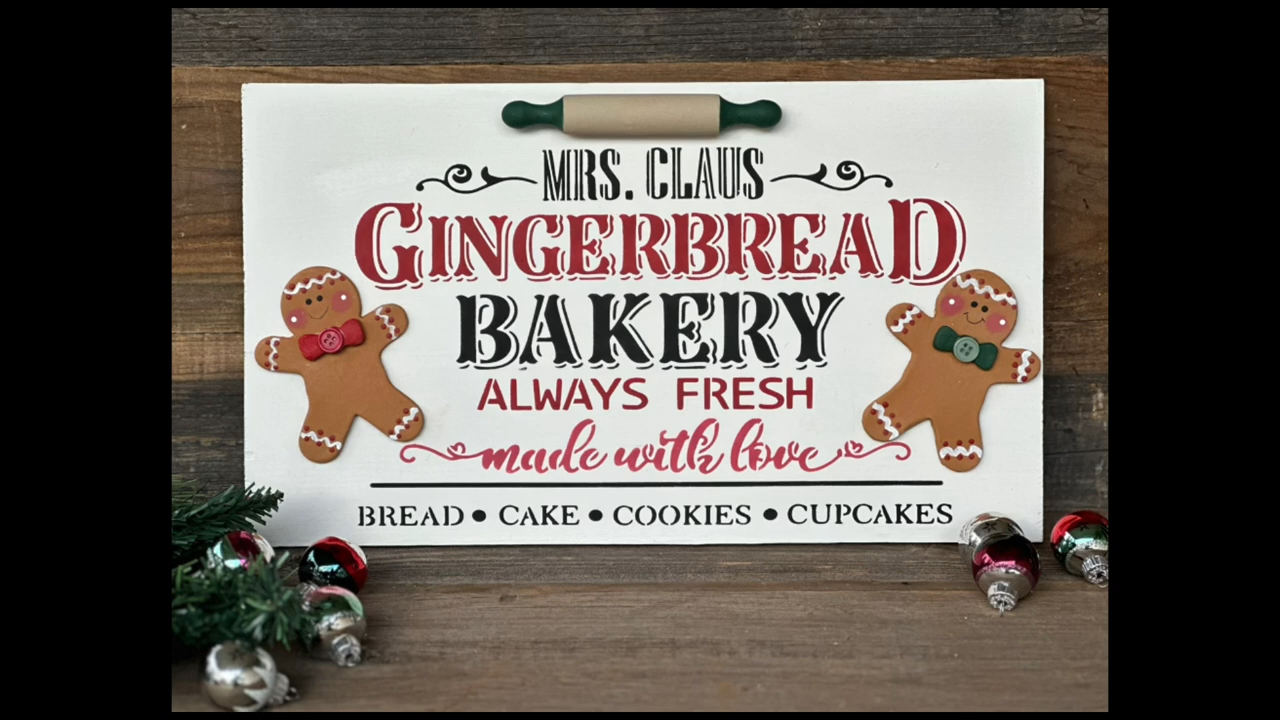 MRS. CLAUS
GINGERBREAD
BAKERY
ALWAYS FRESH
made with love
BREAD • CAKE • COOKIES • CUPCAKES